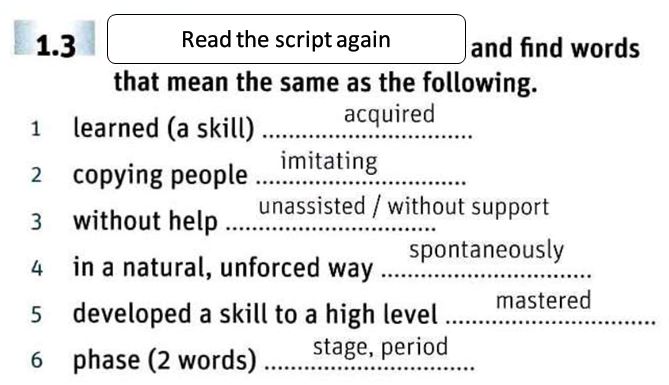 1.3 Read the script again and find words
that mean the same as the following.
1 learned (a skill) ........ acquired
2 copying people ........ imitating
3 without help ........ unassisted / without support
4 in a natural, unforced way ........ spontaneously
5 developed a skill to a high level ........ mastered
6 phase (2 words) ........ stage, period